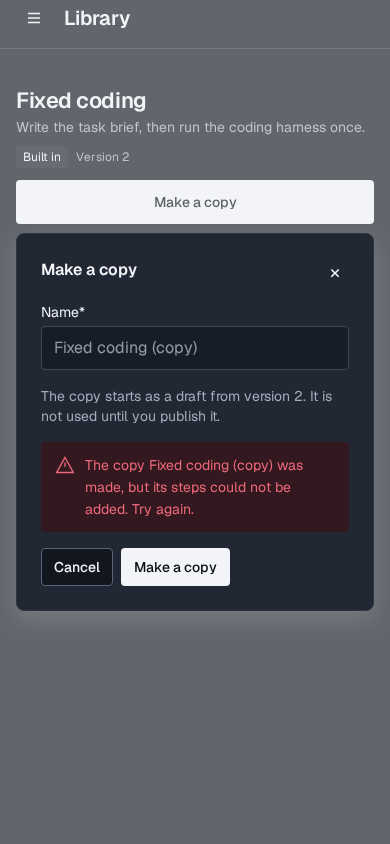 Library
Fixed coding
Write the task brief, then run the coding harness once.
Built in Version 2
Make a copy
Make a copy
Name*
Fixed coding (copy)
The copy starts as a draft from version 2. It is
not used until you publish it.
The copy Fixed coding (copy) was
made, but its steps could not be
added. Try again.
Cancel Make a copy